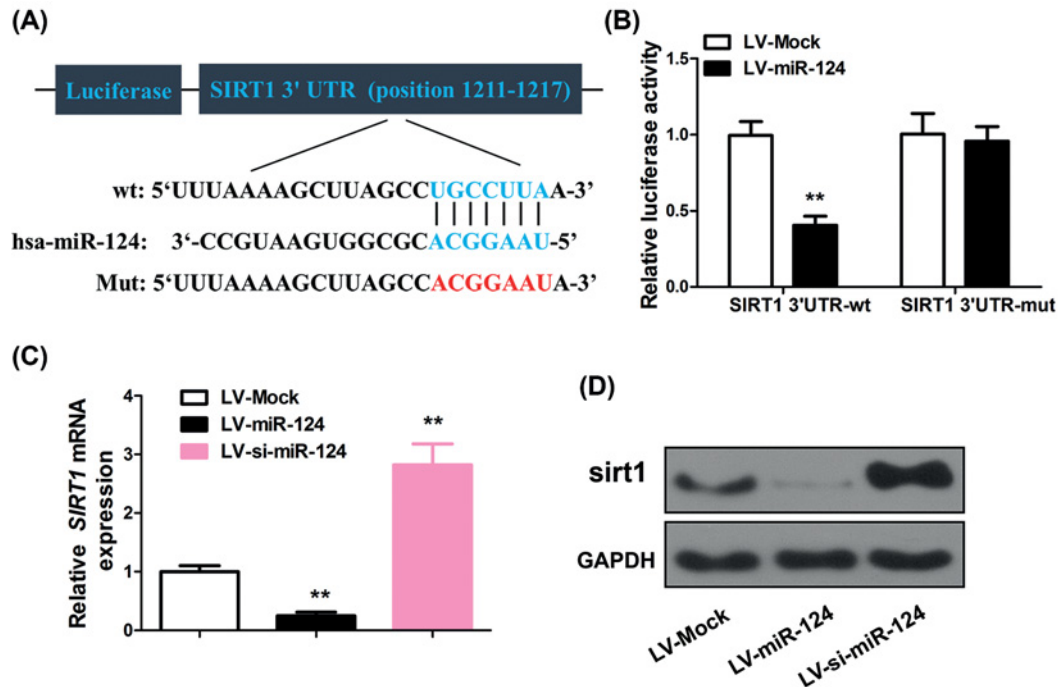 (A)
Luciferase
SIRT1 3' UTR (position 1211-1217)
wt: 5‘UUUAAAAGCUUAGCCUGCCUUAA-3’
hsa-miR-124: 3‘-CCGUAAGUGGCGCACGGAAU-5’
Mut: 5‘UUUAAAAGCUUAGCCACGGAAUA-3’
(B)
LV-Mock
LV-miR-124
Relative luciferase activity
1.5
1.0
0.5
0.0
**
SIRT1 3'UTR-wt
SIRT1 3'UTR-mut
(C)
LV-Mock
LV-miR-124
LV-si-miR-124
Relative SIRT1 mRNA
expression
4
3
2
1
0
**
**
(D)
sirt1
GAPDH
LV-Mock
LV-miR-124
LV-si-miR-124